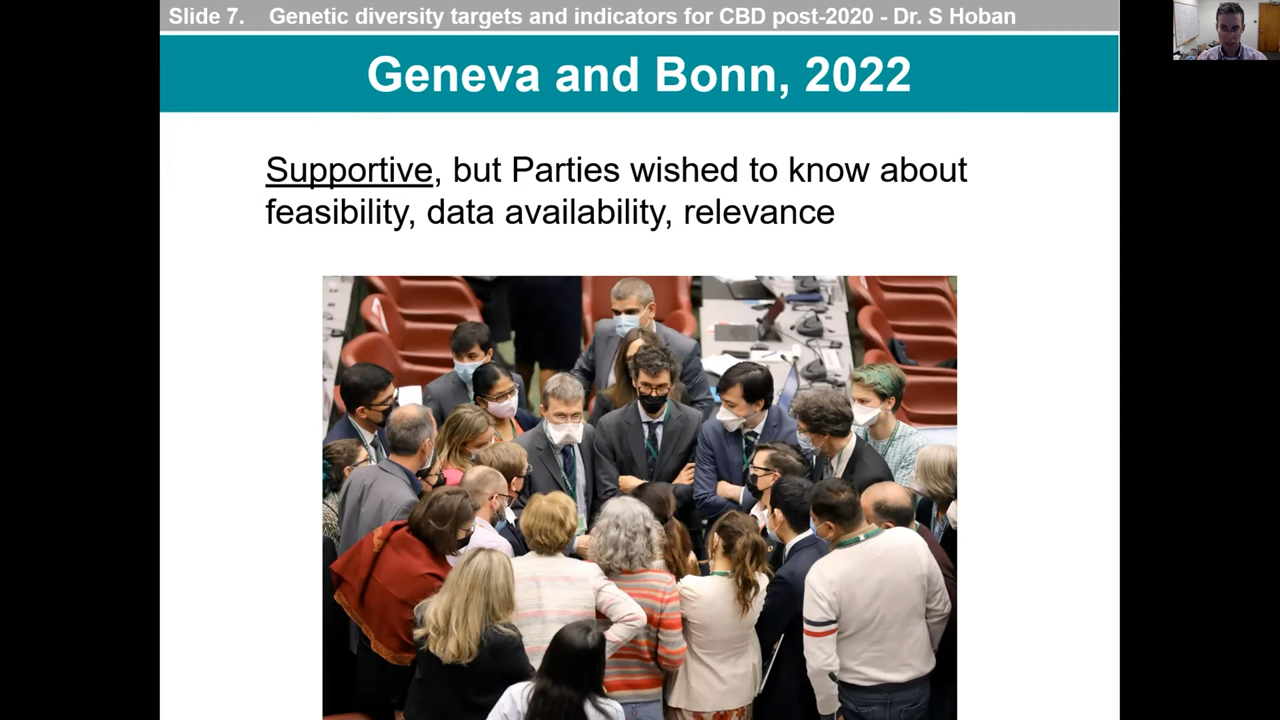 Slide 7. Genetic diversity targets and indicators for CBD post-2020 - Dr. S Hoban
Geneva and Bonn, 2022
Supportive, but Parties wished to know about
feasibility, data availability, relevance